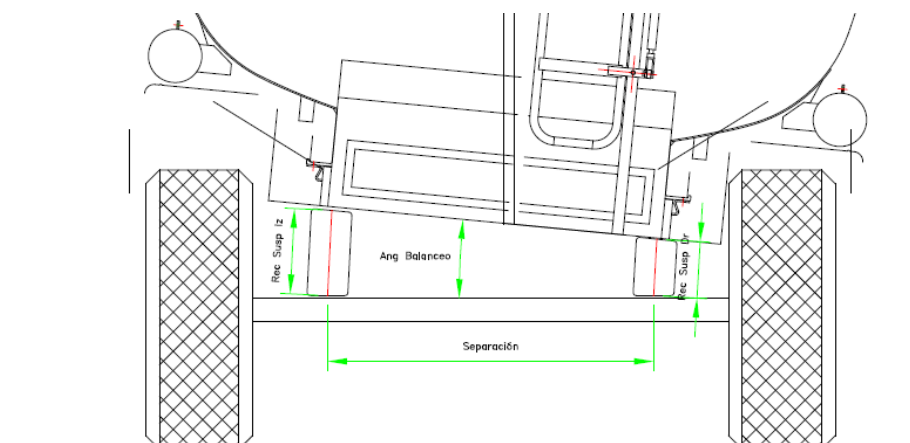 Rec Susp Iz
Ang Balanceo
Rec Susp Dr
Separación